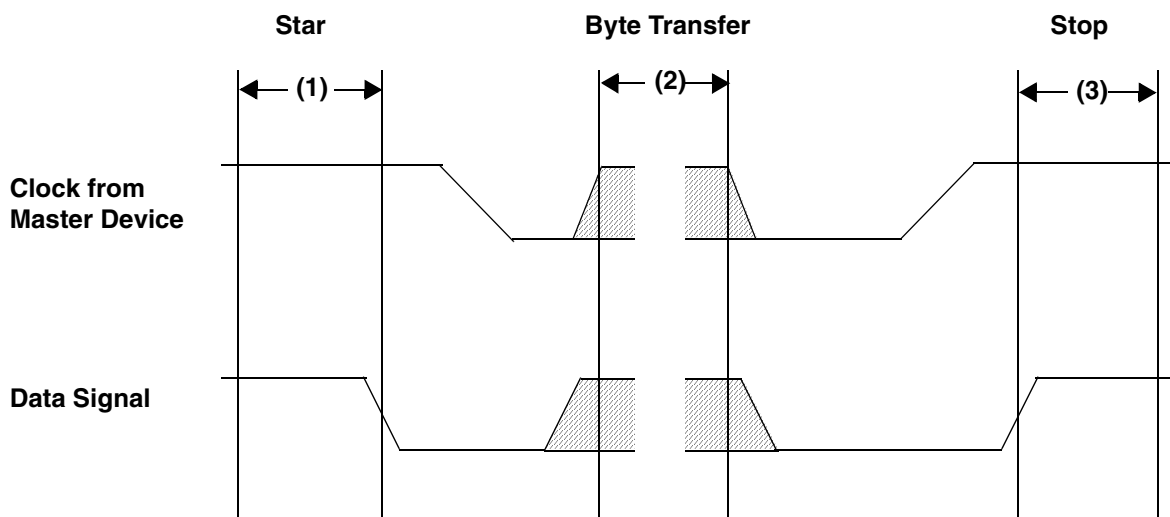 Star
Byte Transfer
Stop
(1)
(2)
(3)
Clock from
Master Device
Data Signal